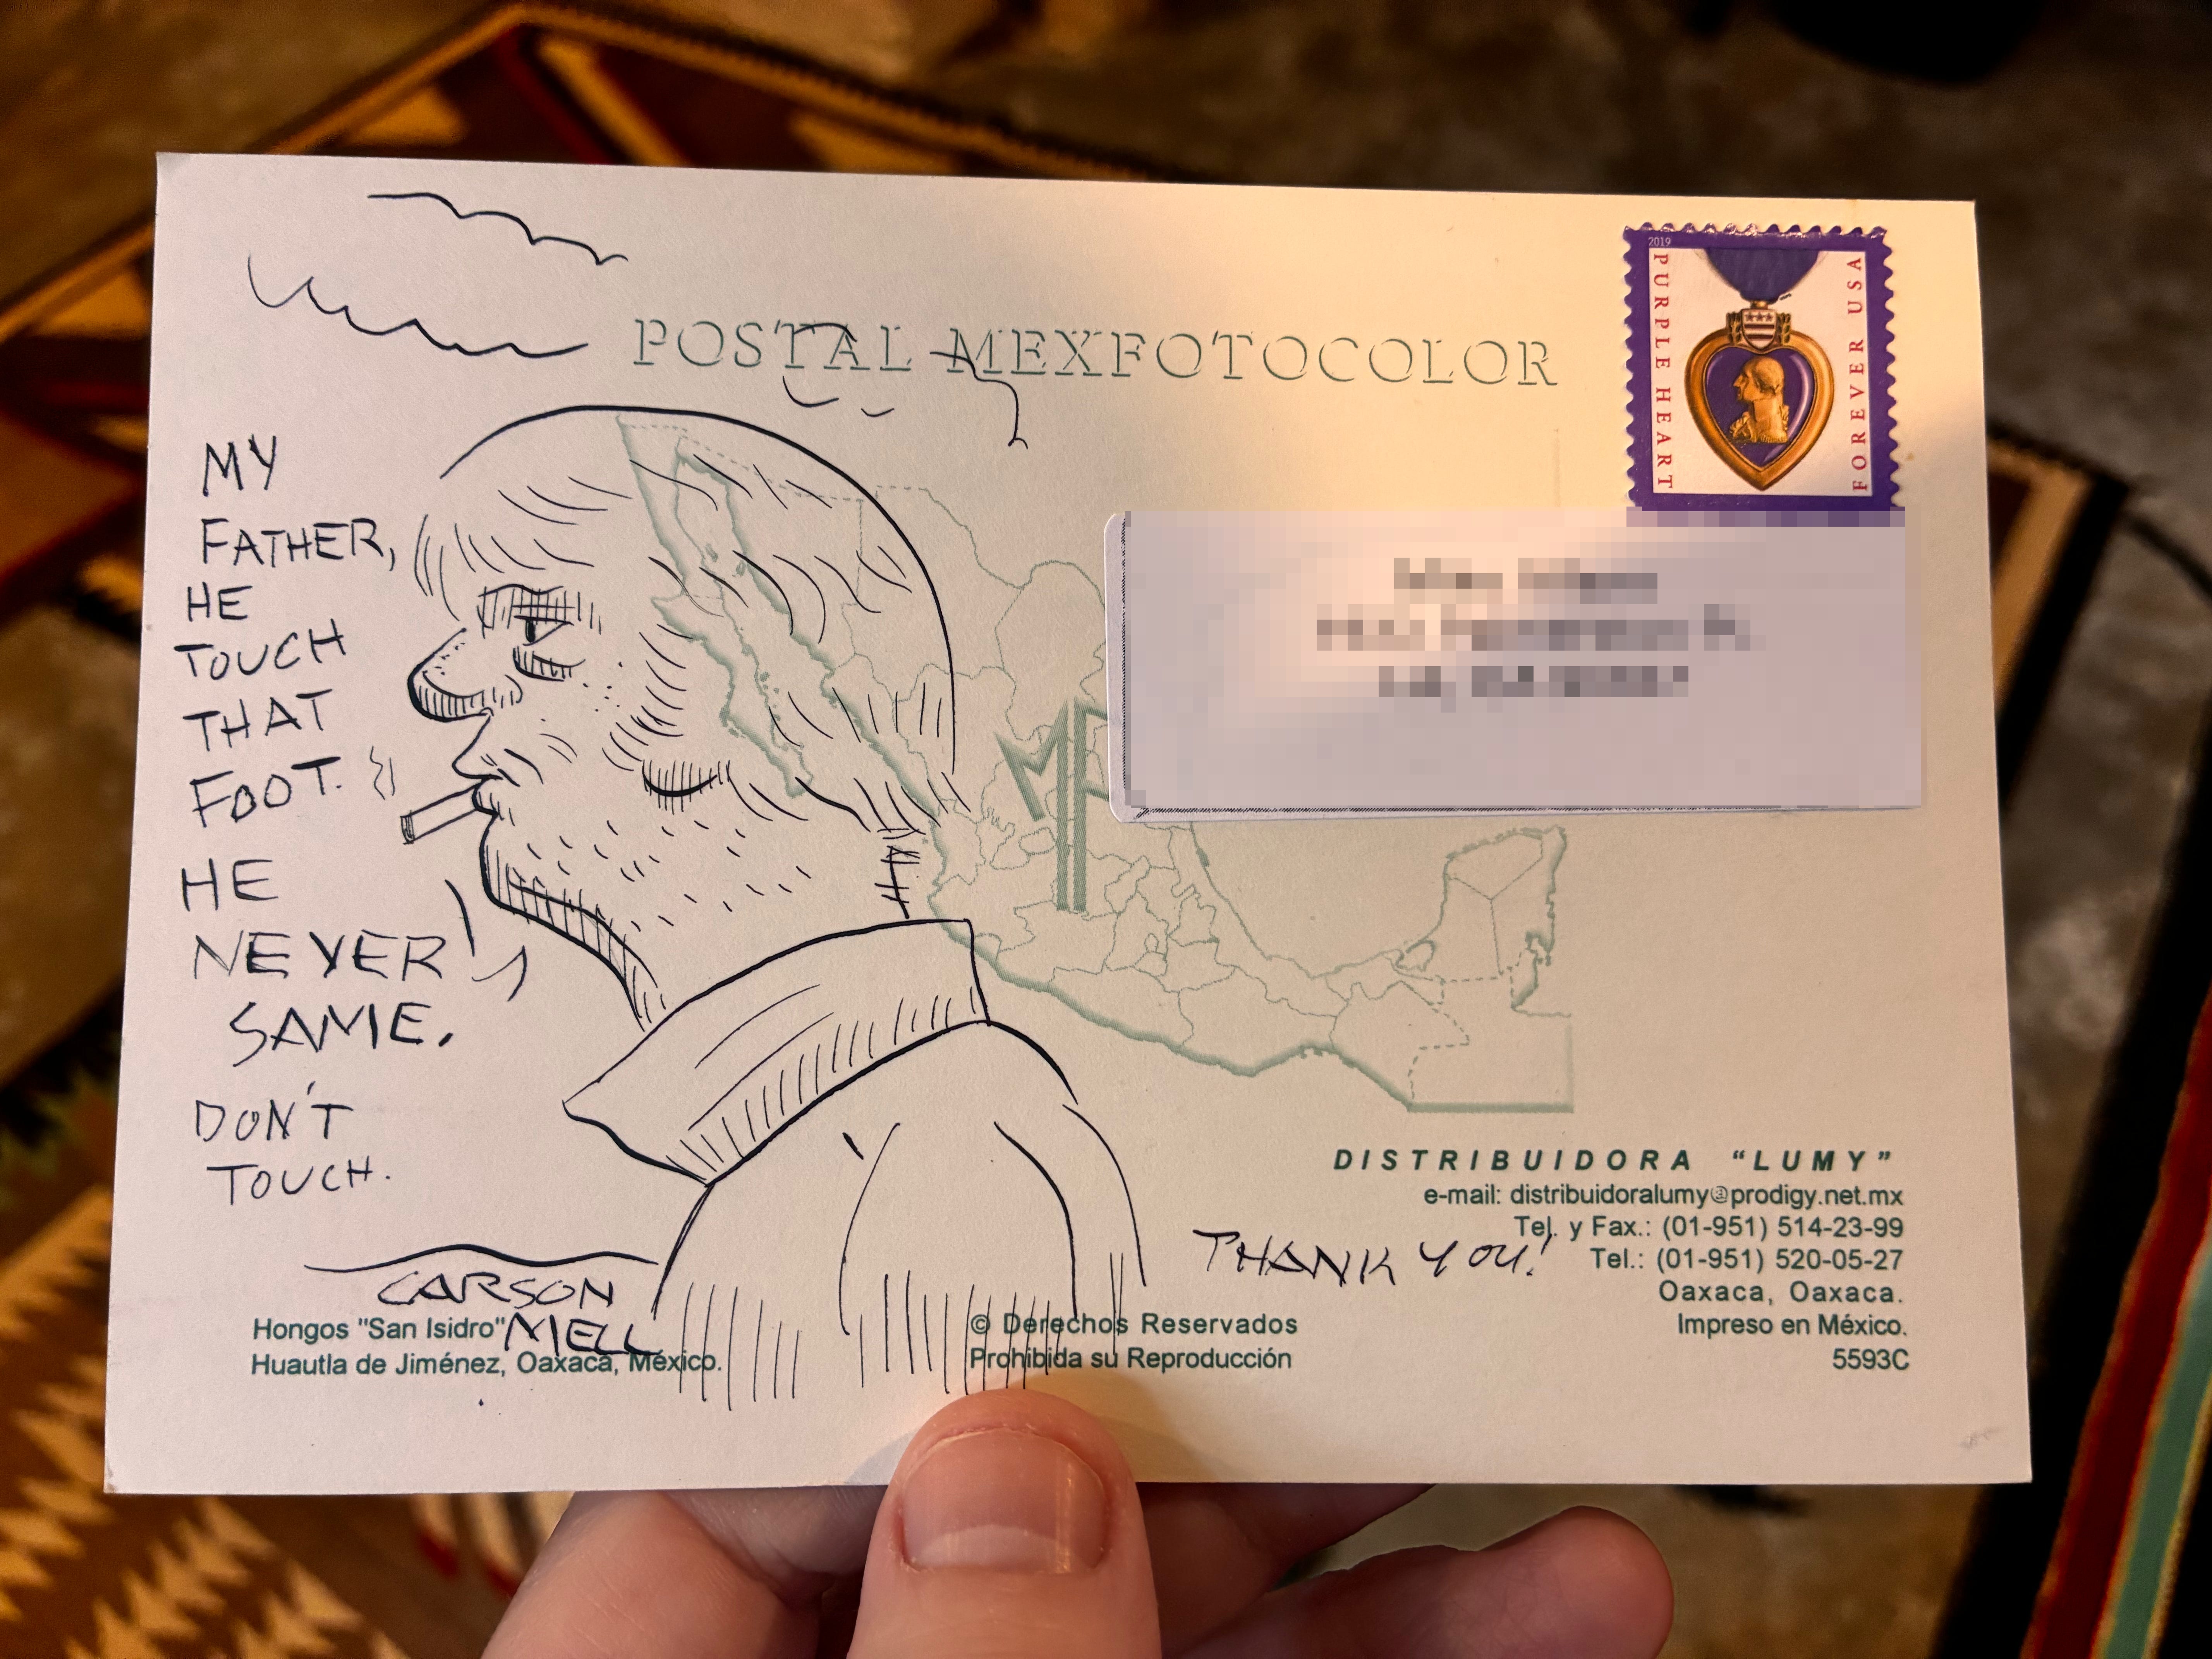 POSTAL MEXFOTOCOLOR
2019
PURPLE HEART
FOREVER USA
MY
FATHER,
HE
TOUCH
THAT
FOOT.
HE
NEVER
SAME.
DON'T
TOUCH.
CARSON
MELL
Hongos "San Isidro"
Huautla de Jiménez, Oaxaca, México.
© Derechos Reservados
Prohibida su Reproducción
THANK YOU!
DISTRIBUIDORA “LUMY”
e-mail: distribuidoralumy@prodigy.net.mx
Tel. y Fax.: (01-951) 514-23-99
Tel.: (01-951) 520-05-27
Oaxaca, Oaxaca.
Impreso en México.
5593C